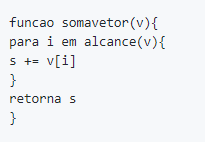 funcao somavetor(v){
para i em alcance(v){
s += v[i]
}
retorna s
}